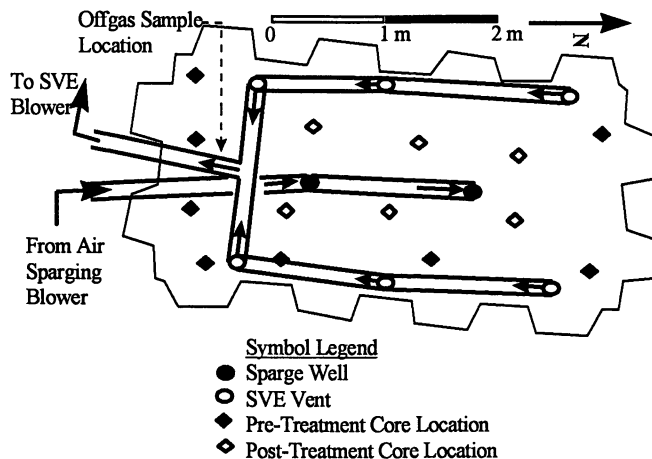 Offgas Sample
Location
1 m
2 m
N
To SVE
Blower
From Air
Sparging
Blower
Symbol Legend
Sparge Well
SVE Vent
Pre-Treatment Core Location
Post-Treatment Core Location